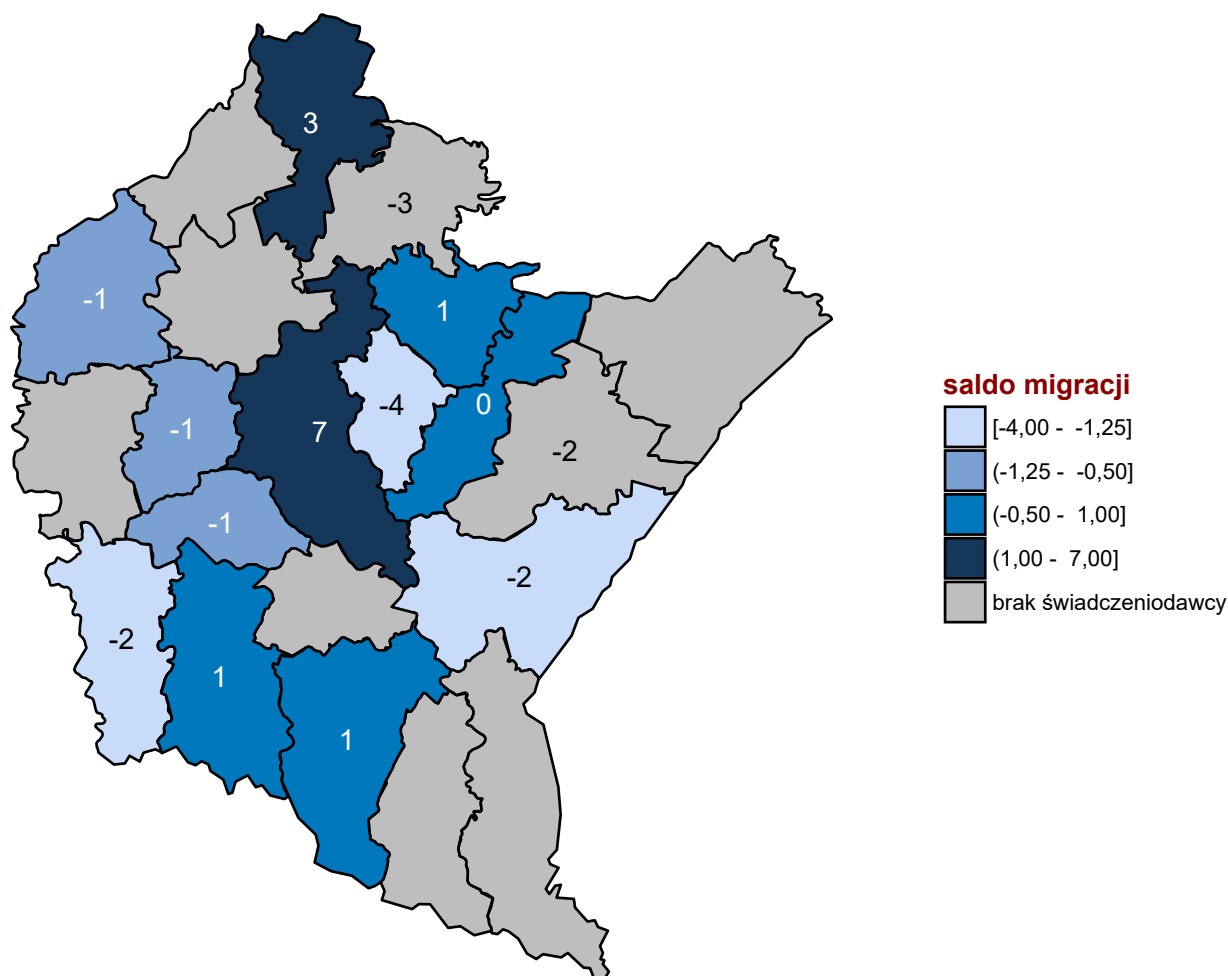 3
-3
-1
1
-4
0
7
-1
-2
-1
-2
-2
1
1
saldo migracji
[-4,00 - -1,25]
(-1,25 - -0,50]
(-0,50 - 1,00]
(1,00 - 7,00]
brak świadczeniodawcy